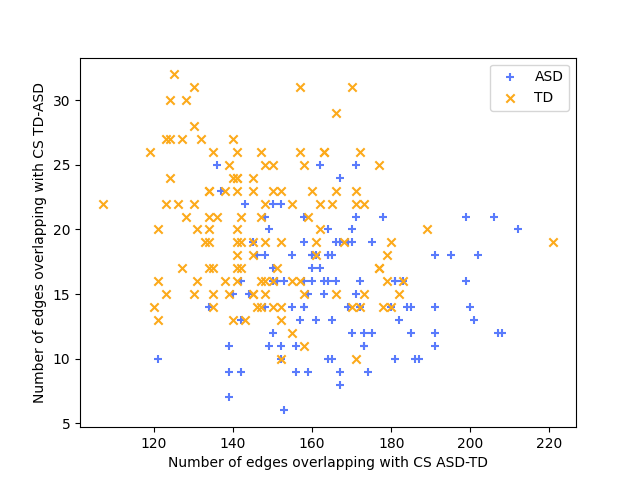 ASD
TD
30
25
20
15
10
5
120 140 160 180 200 220
Number of edges overlapping with CS ASD-TD
Number of edges overlapping with CS TD-ASD